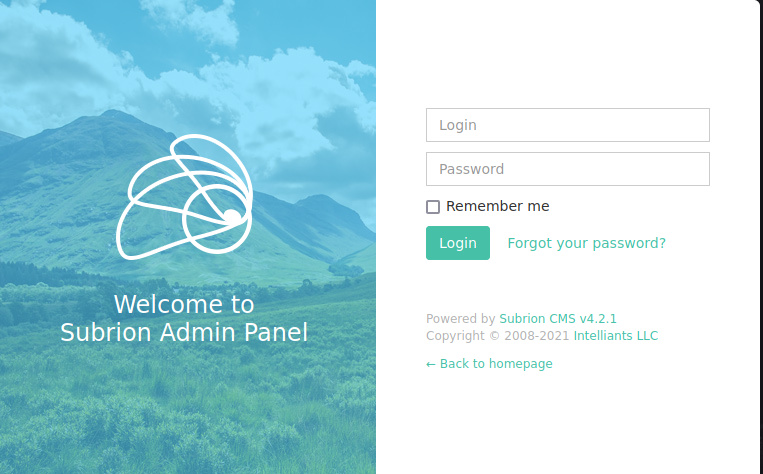 Welcome to
Subrion Admin Panel
Login
Password
Remember me
Login
Forgot your password?
Powered by Subrion CMS v4.2.1
Copyright © 2008-2021 Intelliants LLC
← Back to homepage